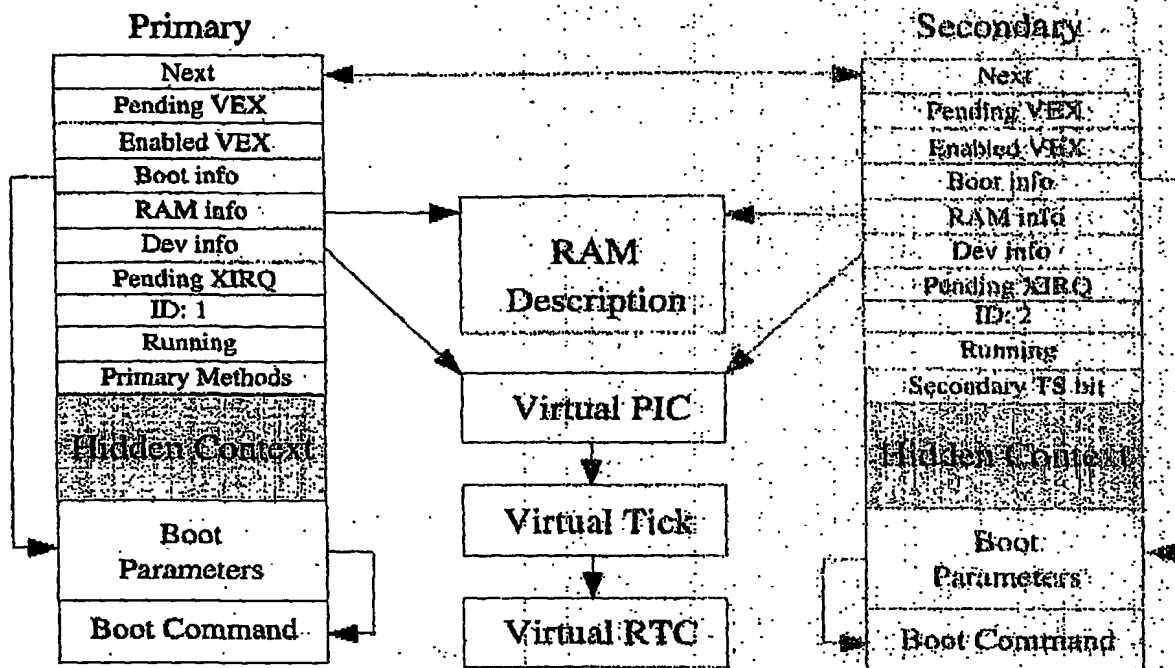 Primary
Next
Pending VEX
Enabled VEX
Boot info
RAM info
Dev info
Pending XIRQ
ID: 1
Running
Primary Methods
Hidden Context
Boot
Parameters
Boot Command
RAM
Description
Virtual PIC
Virtual Tick
Virtual RTC
Secondary
Next
Pending VEX
Enabled VEX
Boot info
RAM info
Dev info
Pending XIRQ
ID: 2
Running
Secondary TS bit
Hidden Context
Boot
Parameters
Boot Command